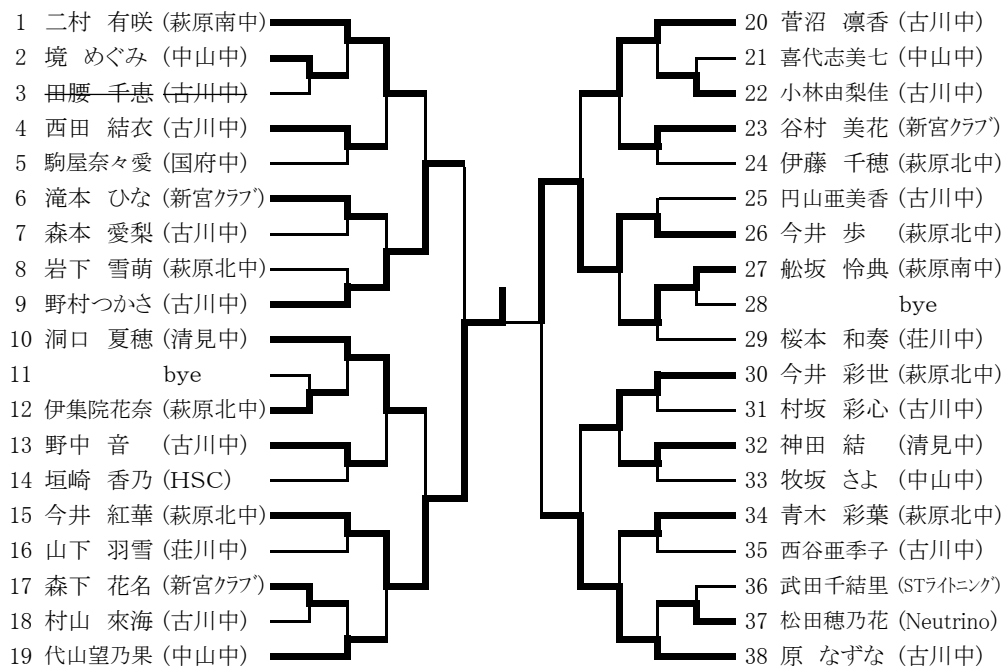 1 二村 有咲 (萩原南中)
2 境 めぐみ (中山中)
3 田腰 千恵 (古川中)
4 西田 結衣 (古川中)
5 駒屋奈々愛 (国府中)
6 滝本 ひな (新宮クラブ)
7 森本 愛梨 (古川中)
8 岩下 雪萌 (萩原北中)
9 野村つかさ (古川中)
10 洞口 夏穂 (清見中)
11 bye
12 伊集院花奈 (萩原北中)
13 野中 音 (古川中)
14 垣崎 香乃 (HSC)
15 今井 紅華 (萩原北中)
16 山下 羽雪 (荘川中)
17 森下 花名 (新宮クラブ)
18 村山 來海 (古川中)
19 代山望乃果 (中山中)
20 菅沼 凛香 (古川中)
21 喜代志美七 (中山中)
22 小林由梨佳 (古川中)
23 谷村 美花 (新宮クラブ)
24 伊藤 千穂 (萩原北中)
25 円山亜美香 (古川中)
26 今井 歩 (萩原北中)
27 舩坂 怜典 (萩原南中)
28 bye
29 桜本 和奏 (荘川中)
30 今井 彩世 (萩原北中)
31 村坂 彩心 (古川中)
32 神田 結 (清見中)
33 牧坂 さよ (中山中)
34 青木 彩葉 (萩原北中)
35 西谷亜季子 (古川中)
36 武田千結里 (STライトニング)
37 松田穂乃花 (Neutrino)
38 原 なずな (古川中)